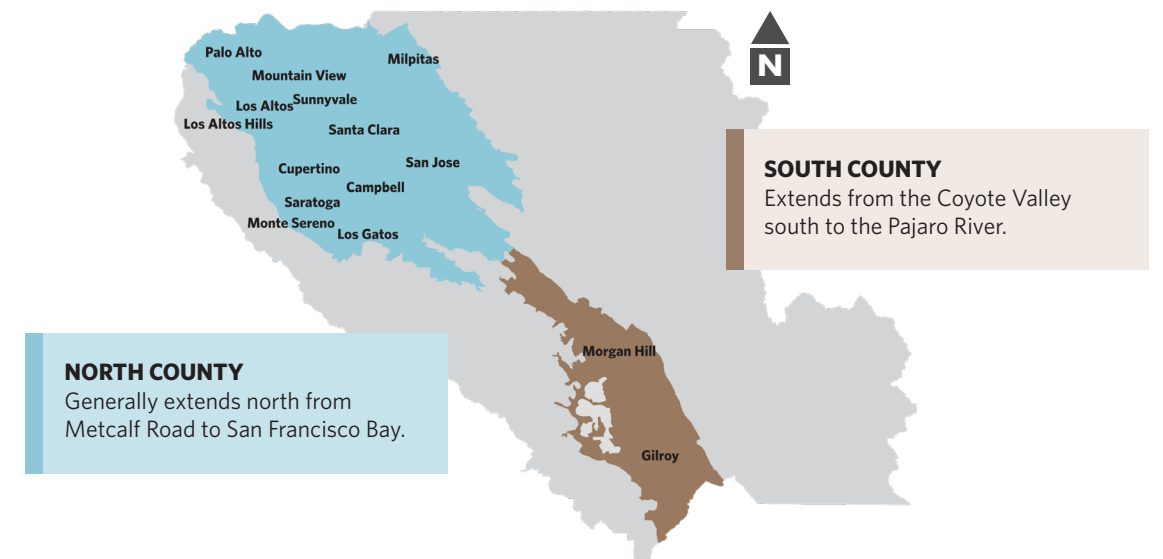 Palo Alto
Milpitas
Mountain View
Los Altos
Sunnyvale
Los Altos Hills
Santa Clara
Cupertino
San Jose
Campbell
Saratoga
Monte Sereno
Los Gatos
N
SOUTH COUNTY
Extends from the Coyote Valley
south to the Pajaro River.
Morgan Hill
NORTH COUNTY
Generally extends north from
Metcalf Road to San Francisco Bay.
Gilroy